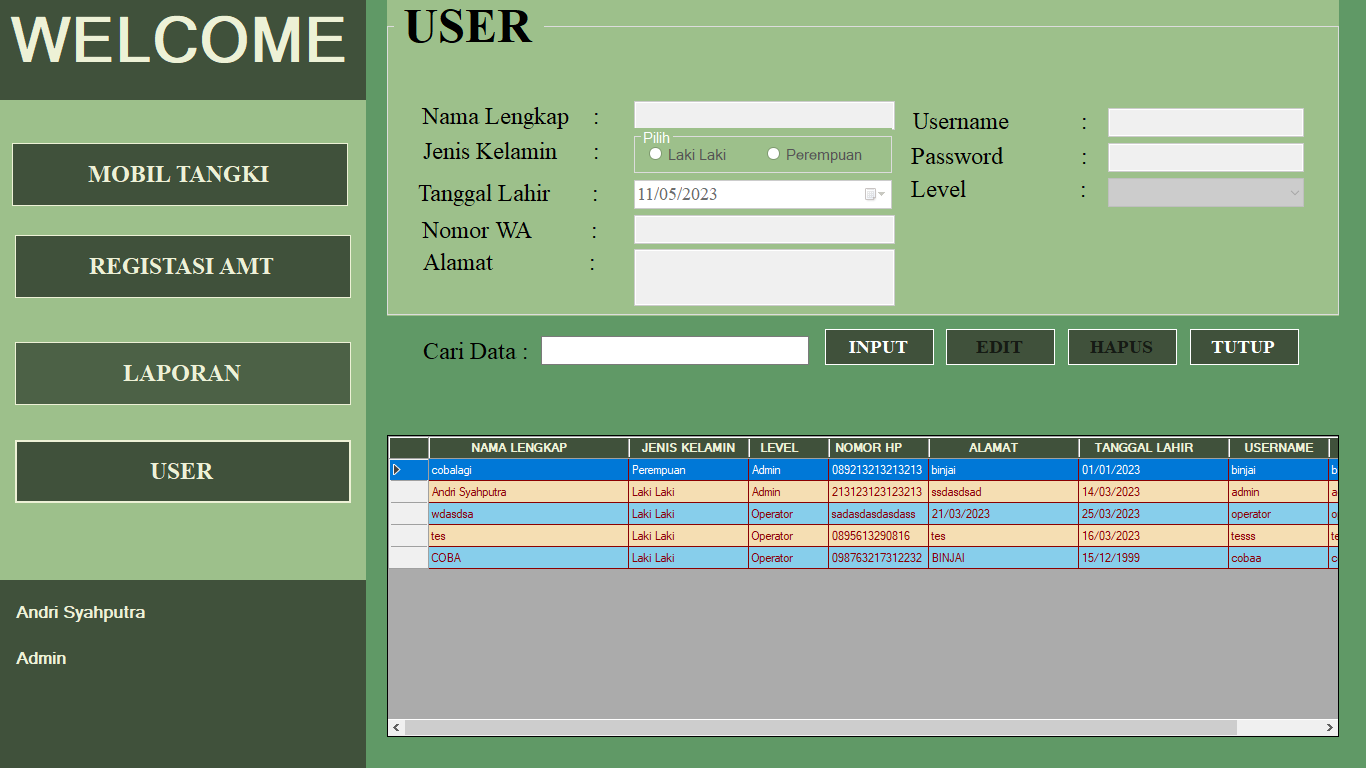 WELCOME
MOBIL TANGKI
REGISTASI AMT
LAPORAN
USER
Andri Syahputra
Admin
USER
Nama Lengkap :
Jenis Kelamin : Pilih
Laki Laki Perempuan
Tanggal Lahir : 11/05/2023
Nomor WA :
Alamat :
Username :
Password :
Level :
Cari Data : INPUT EDIT HAPUS TUTUP
NAMA LENGKAP JENIS KELAMIN LEVEL NOMOR HP ALAMAT TANGGAL LAHIR USERNAME
cobalagi Perempuan Admin 089213213213213 binjai 01/01/2023 binjai b
Andri Syahputra Laki Laki Admin 213123123123213 ssdasdsad 14/03/2023 admin a
wdasdsa Laki Laki Operator sadasdasdasdass 21/03/2023 25/03/2023 operator
tes Laki Laki Operator 0895613290816 tes 16/03/2023 tesss te
COBA Laki Laki Operator 098763217312232 BINJAI 15/12/1999 cobaa c